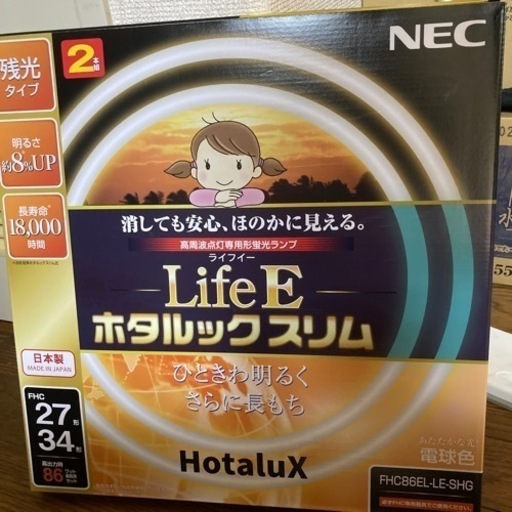 NEC
残光
タイプ
2本組
明るさ
約8%UP
長寿命
18,000
時間
消しても安心、ほのかに見える。
高周波点灯専用形蛍光ランプ
ライフイー
LifeE
ホタルックスリム
日本製
MADE IN JAPAN
ひときわ明るく
さらに長もち
FHC
27形
34形
高出力時
86
HotaluX
あたたかな光
電球色
FHC86EL-LE-SHG